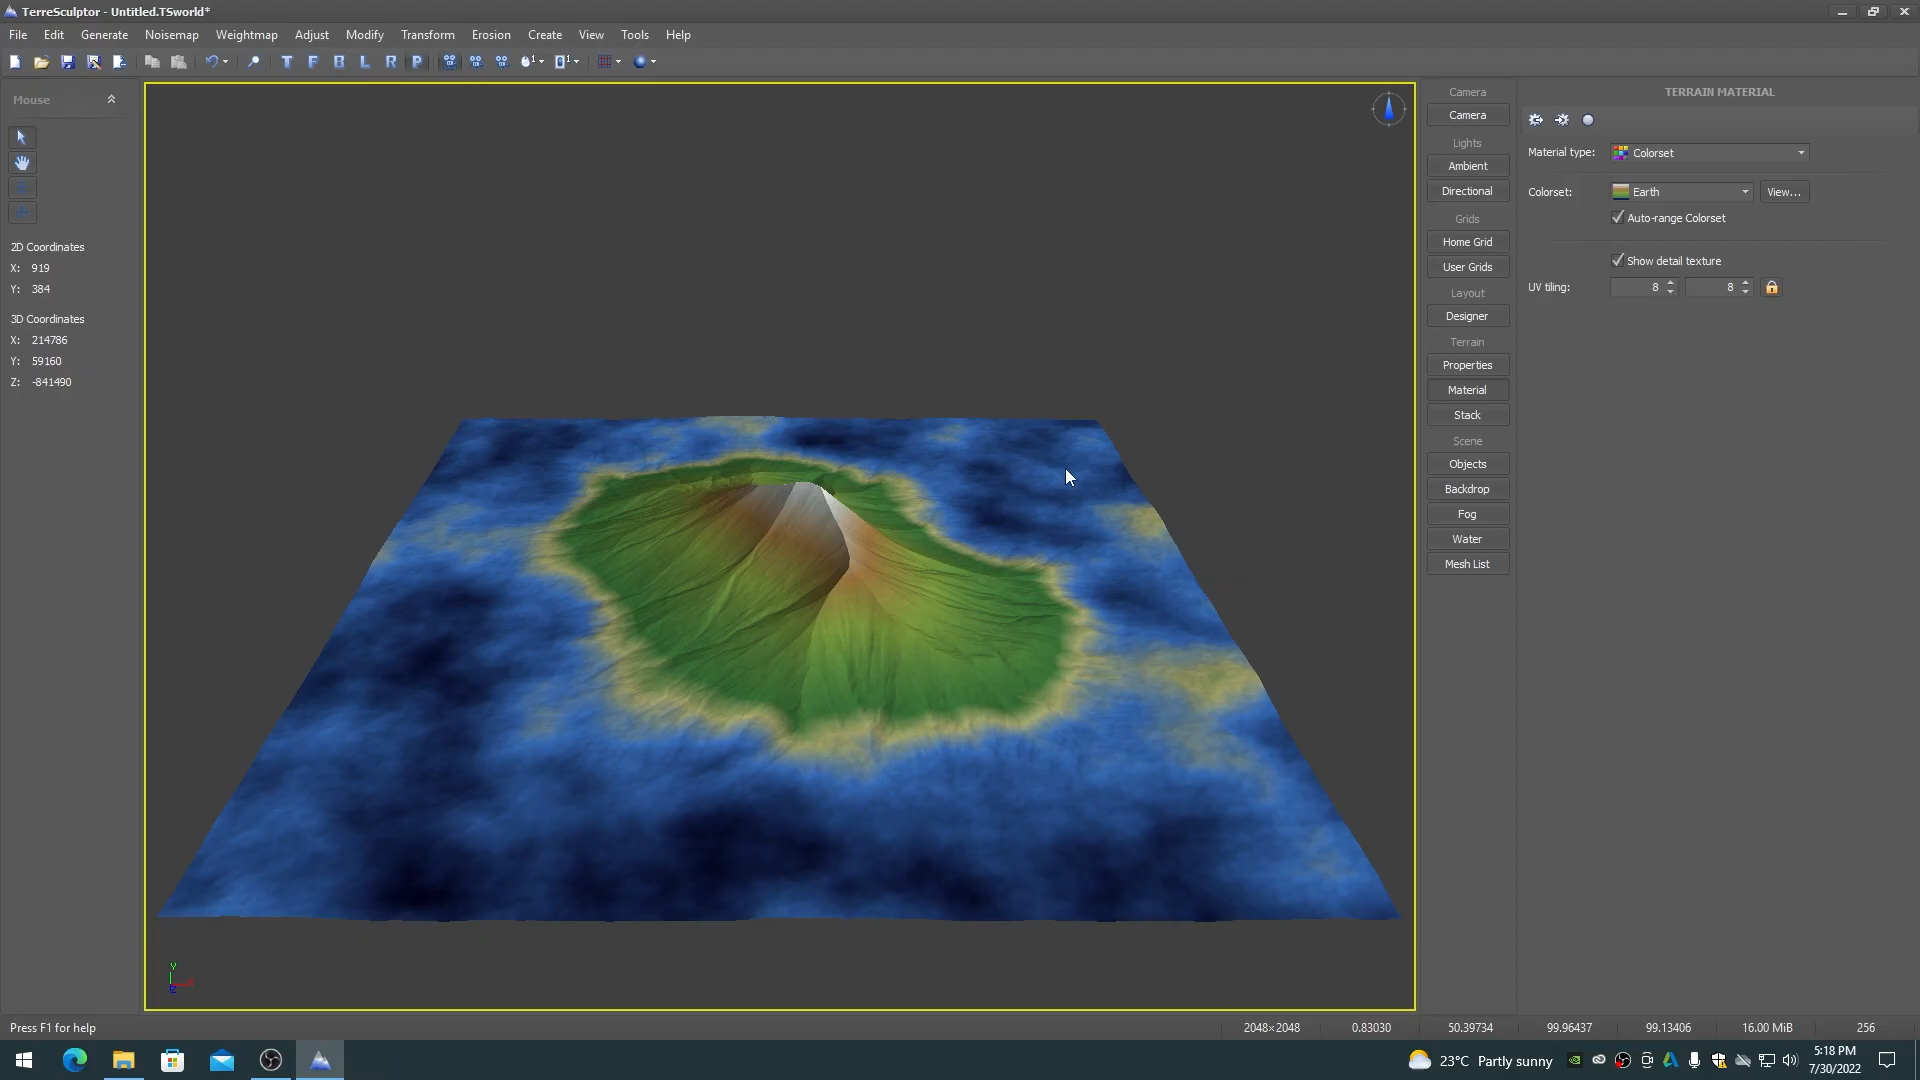 TerreSculptor - Untitled.TSworld*
File Edit Generate Noisemap Weightmap Adjust Modify Transform Erosion Create View Tools Help
T F B L R P
Mouse
2D Coordinates
X: 919
Y: 384
3D Coordinates
X: 214786
Y: 59160
Z: -841490
Y
Camera
Camera
Lights
Ambient
Directional
Grids
Home Grid
User Grids
Layout
Designer
Terrain
Properties
Material
Stack
Scene
Objects
Backdrop
Fog
Water
Mesh List
TERRAIN MATERIAL
Material type: Colorset
Colorset: Earth View...
Auto-range Colorset
Show detail texture
UV tiling: 8 8
Press F1 for help 2048×2048 0.83030 50.39734 99.96437 99.13406 16.00 MiB 256
23°C Partly sunny
5:18 PM
7/30/2022